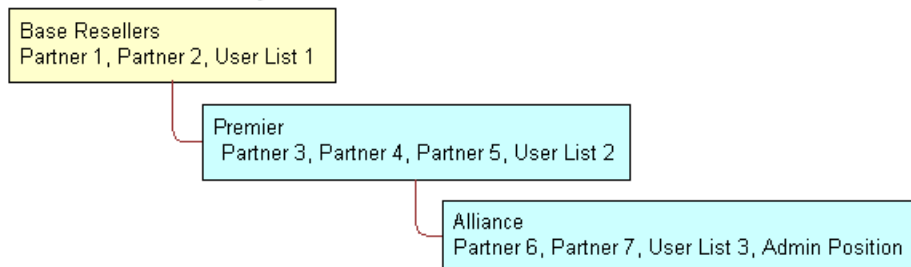 Base Resellers
Partner 1, Partner 2, User List 1
Premier
Partner 3, Partner 4, Partner 5, User List 2
Alliance
Partner 6, Partner 7, User List 3, Admin Position